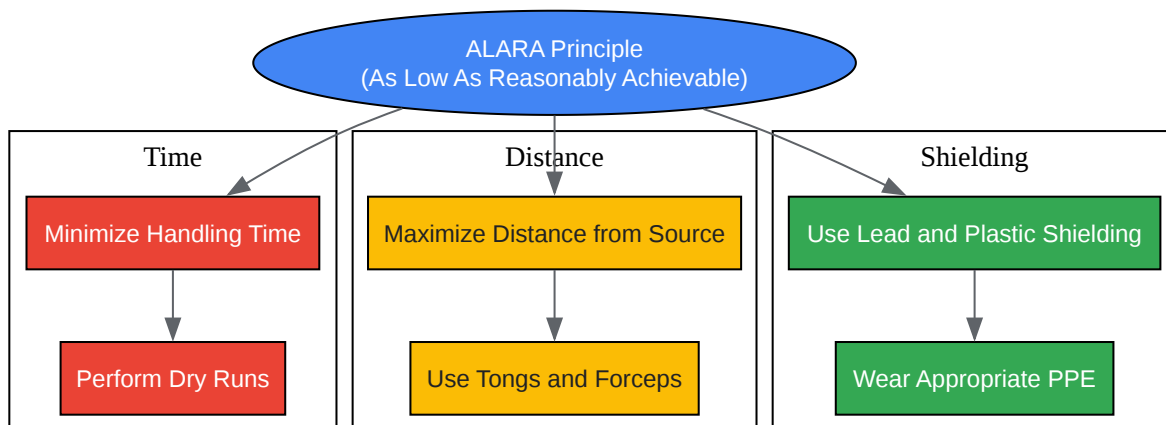 ALARA Principle
(As Low As Reasonably Achievable)
Time
Distance
Shielding
Minimize Handling Time
Maximize Distance from Source
Use Lead and Plastic Shielding
Perform Dry Runs
Use Tongs and Forceps
Wear Appropriate PPE